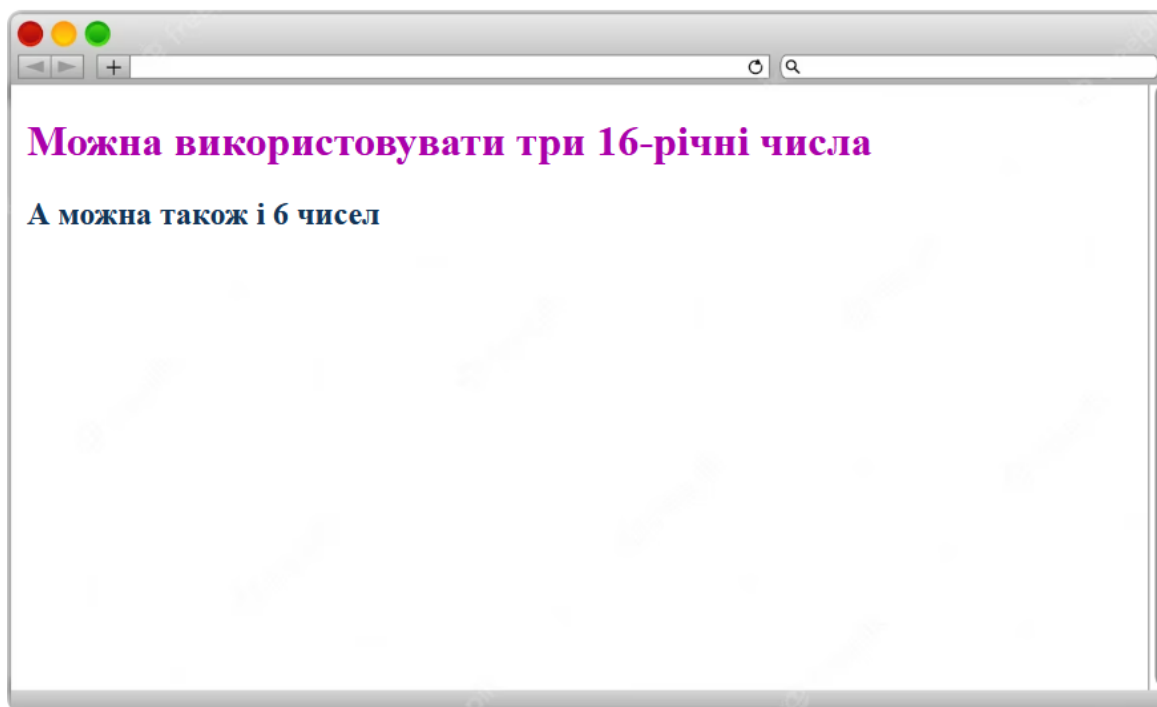 Можна використовувати три 16-річні числа
А можна також і 6 чисел